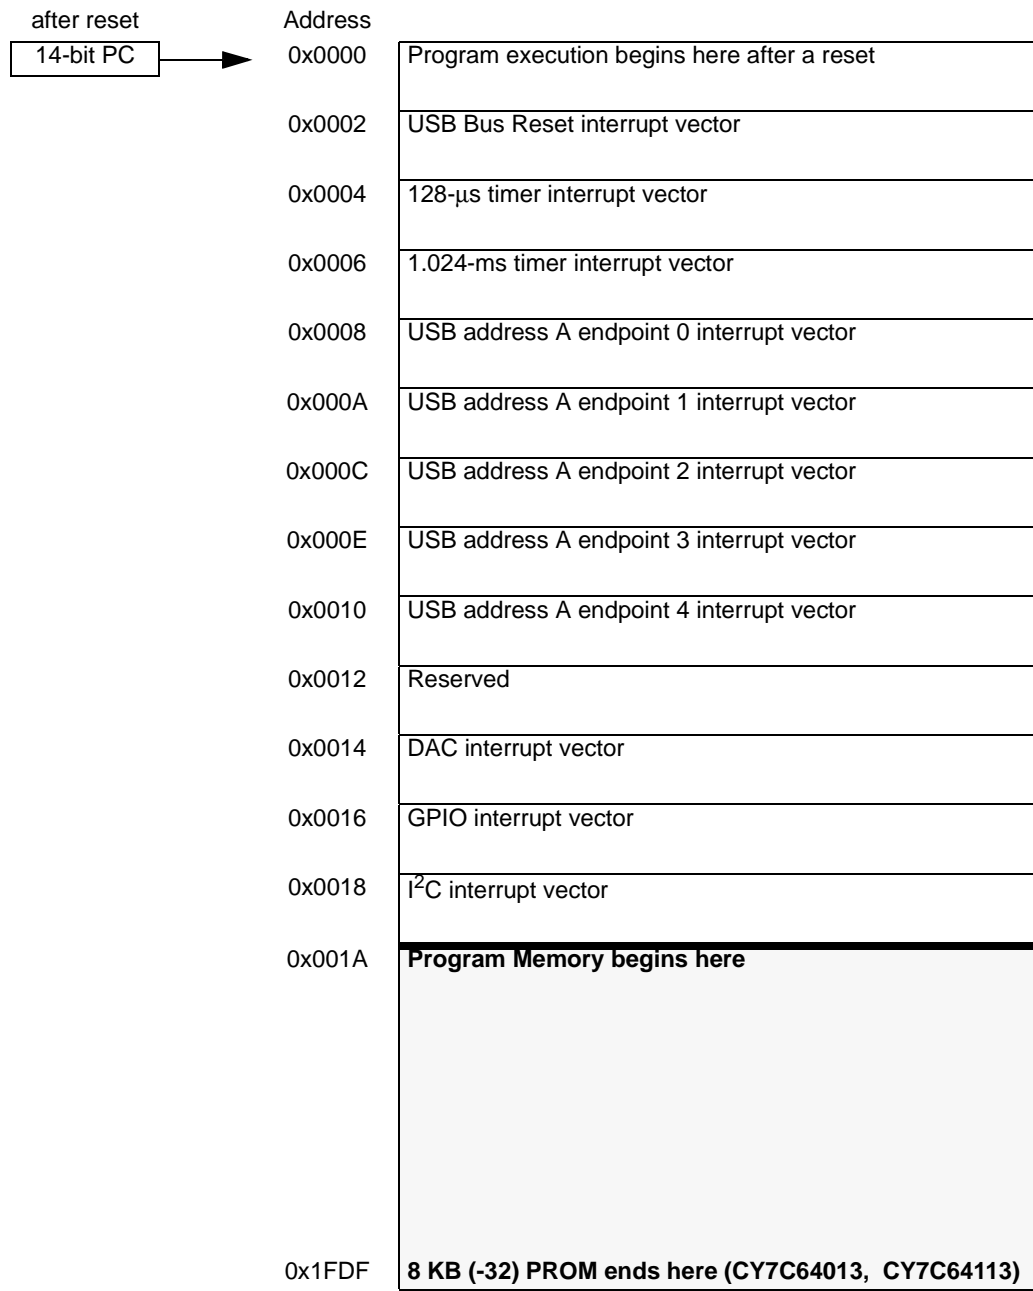 after reset Address
14-bit PC 0x0000 Program execution begins here after a reset
0x0002 USB Bus Reset interrupt vector
0x0004 128-μs timer interrupt vector
0x0006 1.024-ms timer interrupt vector
0x0008 USB address A endpoint 0 interrupt vector
0x000A USB address A endpoint 1 interrupt vector
0x000C USB address A endpoint 2 interrupt vector
0x000E USB address A endpoint 3 interrupt vector
0x0010 USB address A endpoint 4 interrupt vector
0x0012 Reserved
0x0014 DAC interrupt vector
0x0016 GPIO interrupt vector
0x0018 I²C interrupt vector
0x001A Program Memory begins here
0x1FDF 8 KB (-32) PROM ends here (CY7C64013, CY7C64113)